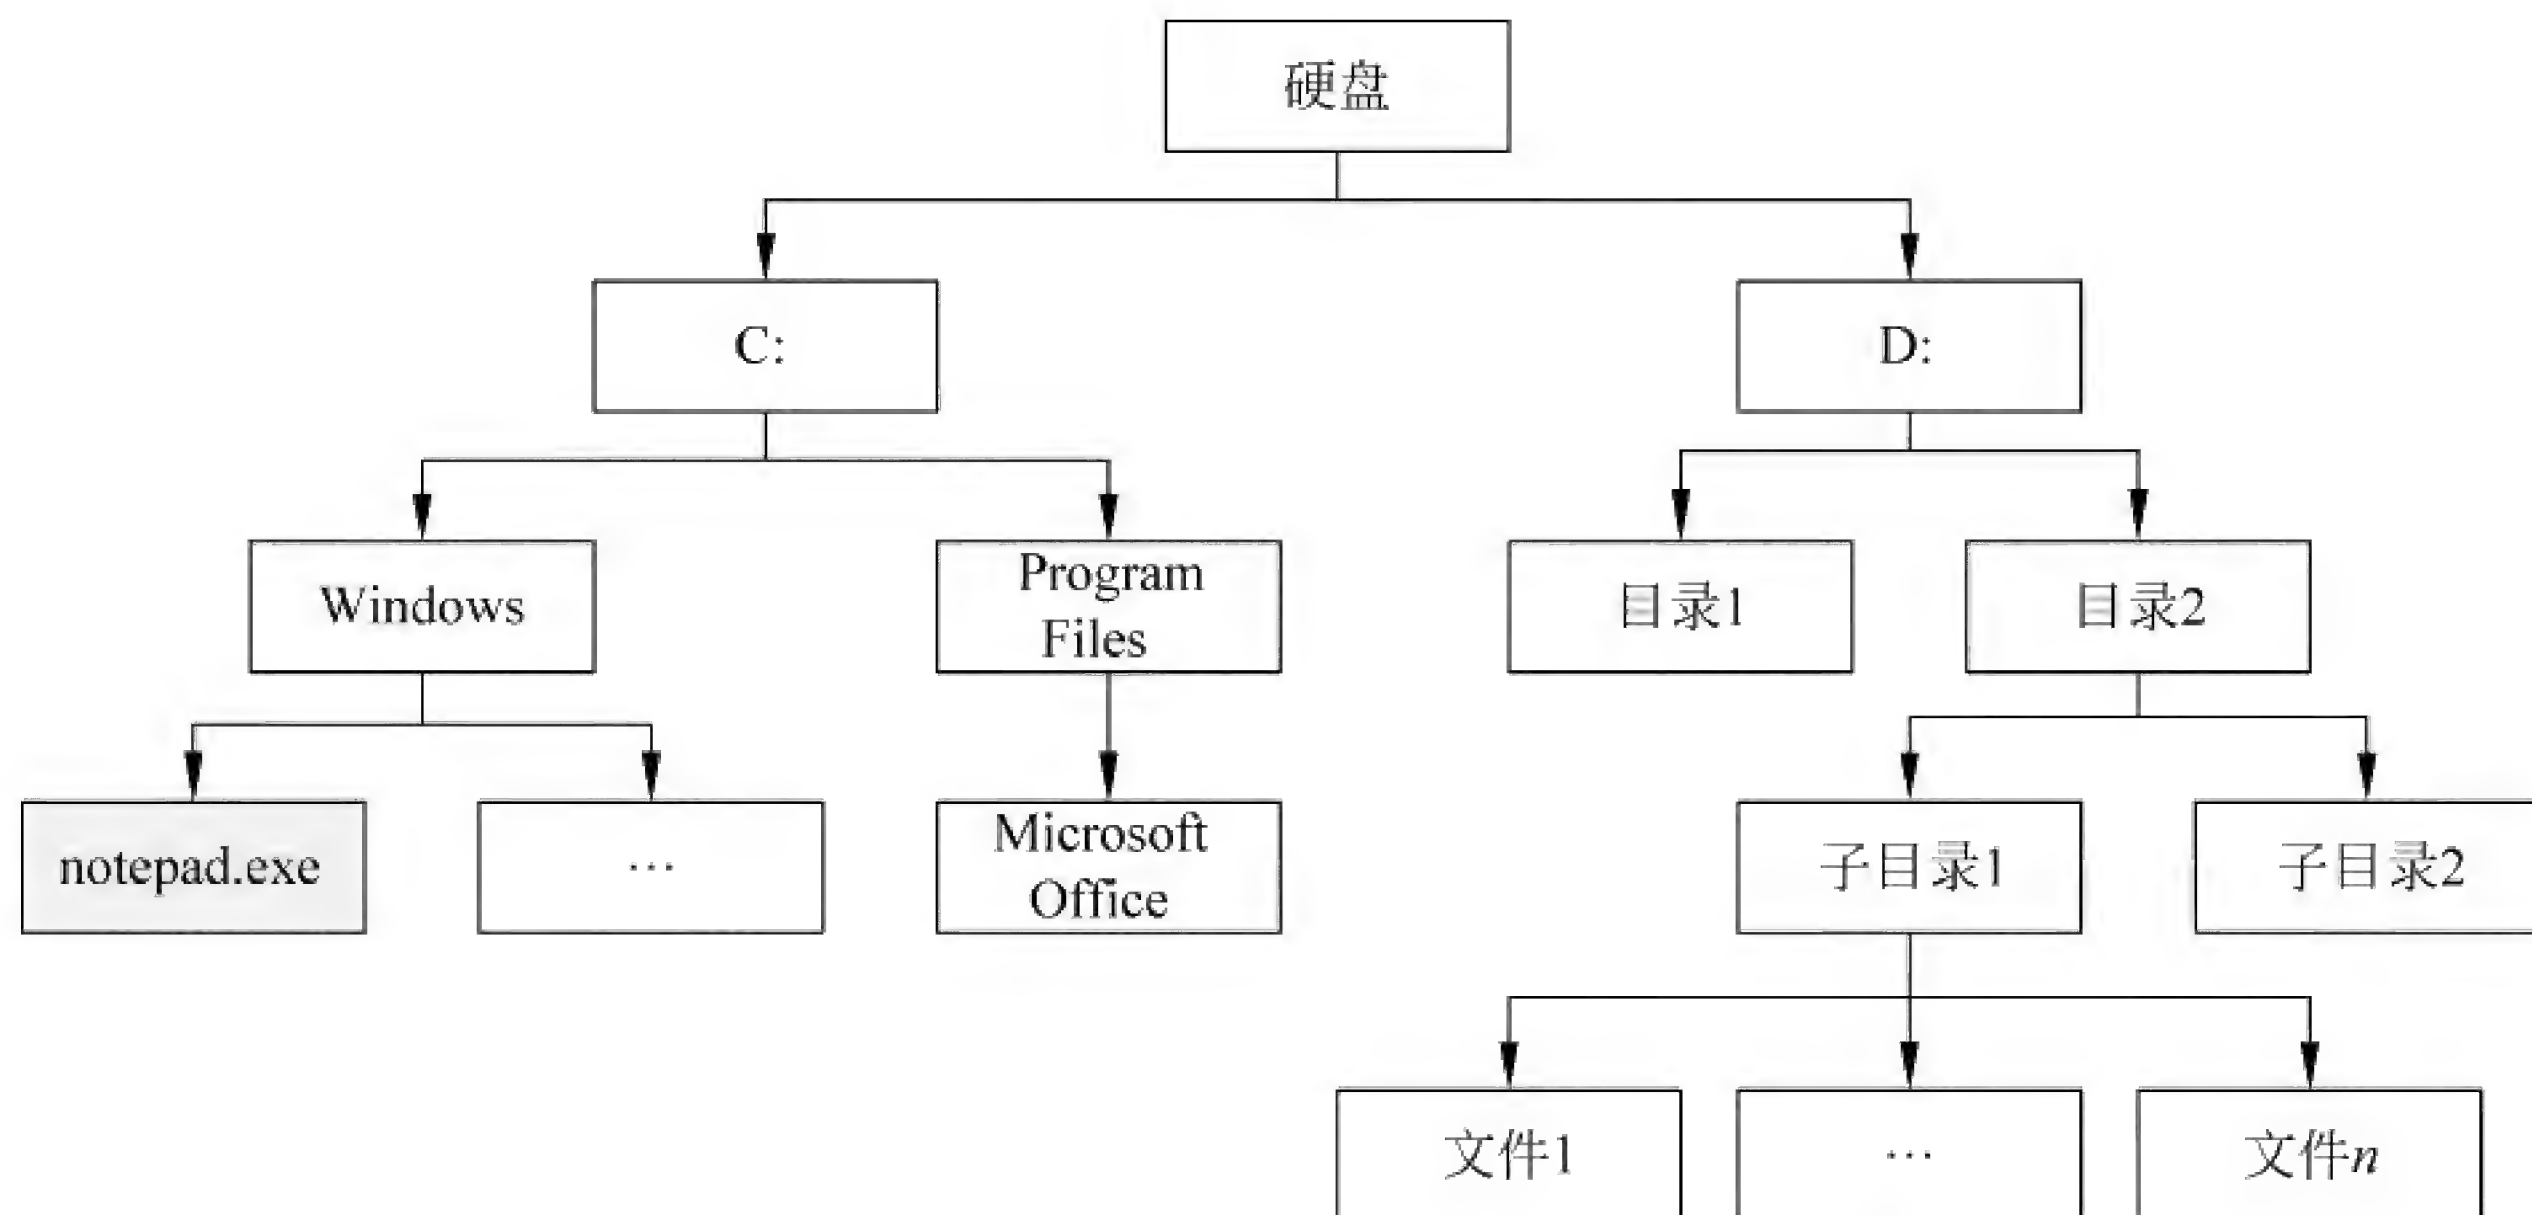 硬盘
C:
D:
Windows
Program
Files
目录1
目录2
notepad.exe
…
Microsoft
Office
子目录1
子目录2
文件1
…
文件n